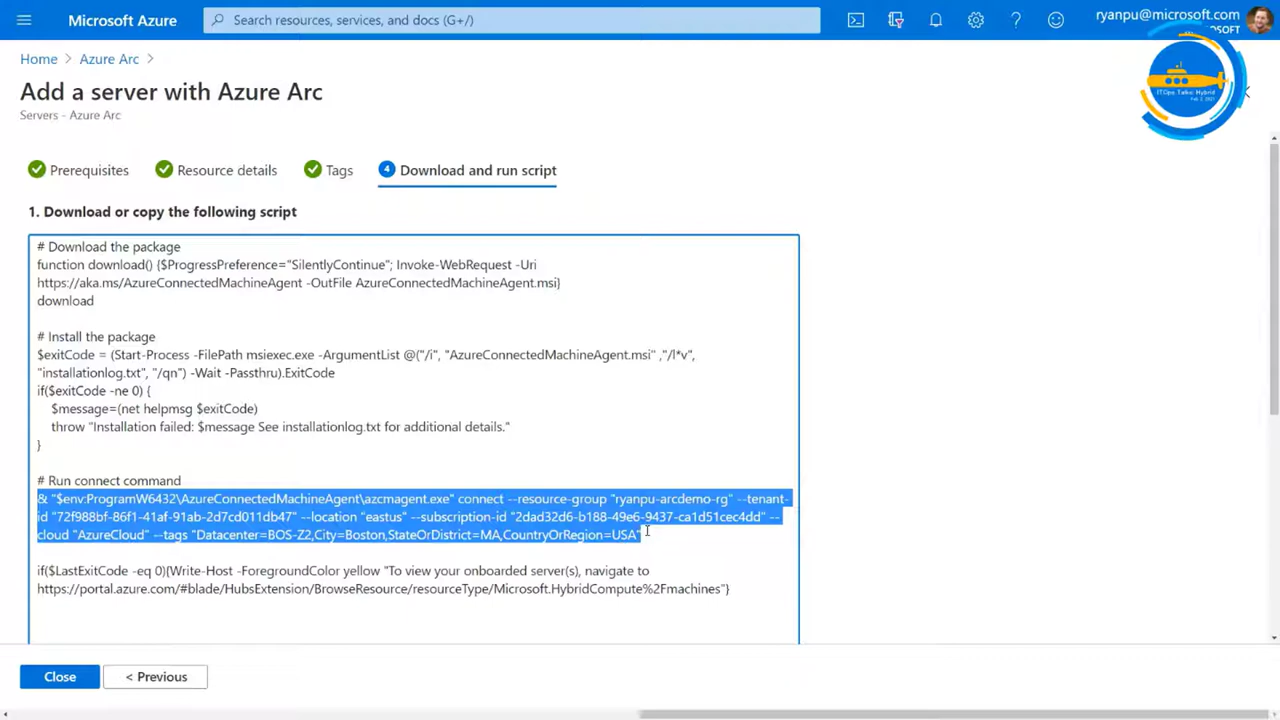 Microsoft Azure
Search resources, services, and docs (G+/)
ryanpu@microsoft.com
Home > Azure Arc >
Add a server with Azure Arc
Servers - Azure Arc
ITOps Talks: Hybrid
Prerequisites
Resource details
Tags
4 Download and run script
1. Download or copy the following script
# Download the package
function download() {$ProgressPreference="SilentlyContinue"; Invoke-WebRequest -Uri
https://aka.ms/AzureConnectedMachineAgent -OutFile AzureConnectedMachineAgent.msi}
download
# Install the package
$exitCode = (Start-Process -FilePath msiexec.exe -ArgumentList @("/i", "AzureConnectedMachineAgent.msi" ,"/l*v",
"installationlog.txt", "/qn") -Wait -Passthru).ExitCode
if($exitCode -ne 0) {
$message=(net helpmsg $exitCode)
throw "Installation failed: $message See installationlog.txt for additional details."
}
# Run connect command
& "$env:ProgramW6432\AzureConnectedMachineAgent\azcmagent.exe" connect --resource-group "ryanpu-arcdemo-rg" --tenant-
id "72f988bf-86f1-41af-91ab-2d7cd011db47" --location "eastus" --subscription-id "2dad32d6-b188-49e6-9437-ca1d51cec4dd" --
cloud "AzureCloud" --tags "Datacenter=BOS-Z2,City=Boston,StateOrDistrict=MA,CountryOrRegion=USA"
if($LastExitCode -eq 0){Write-Host -ForegroundColor yellow "To view your onboarded server(s), navigate to
https://portal.azure.com/#blade/HubsExtension/BrowseResource/resourceType/Microsoft.HybridCompute%2Fmachines"}
Close
< Previous